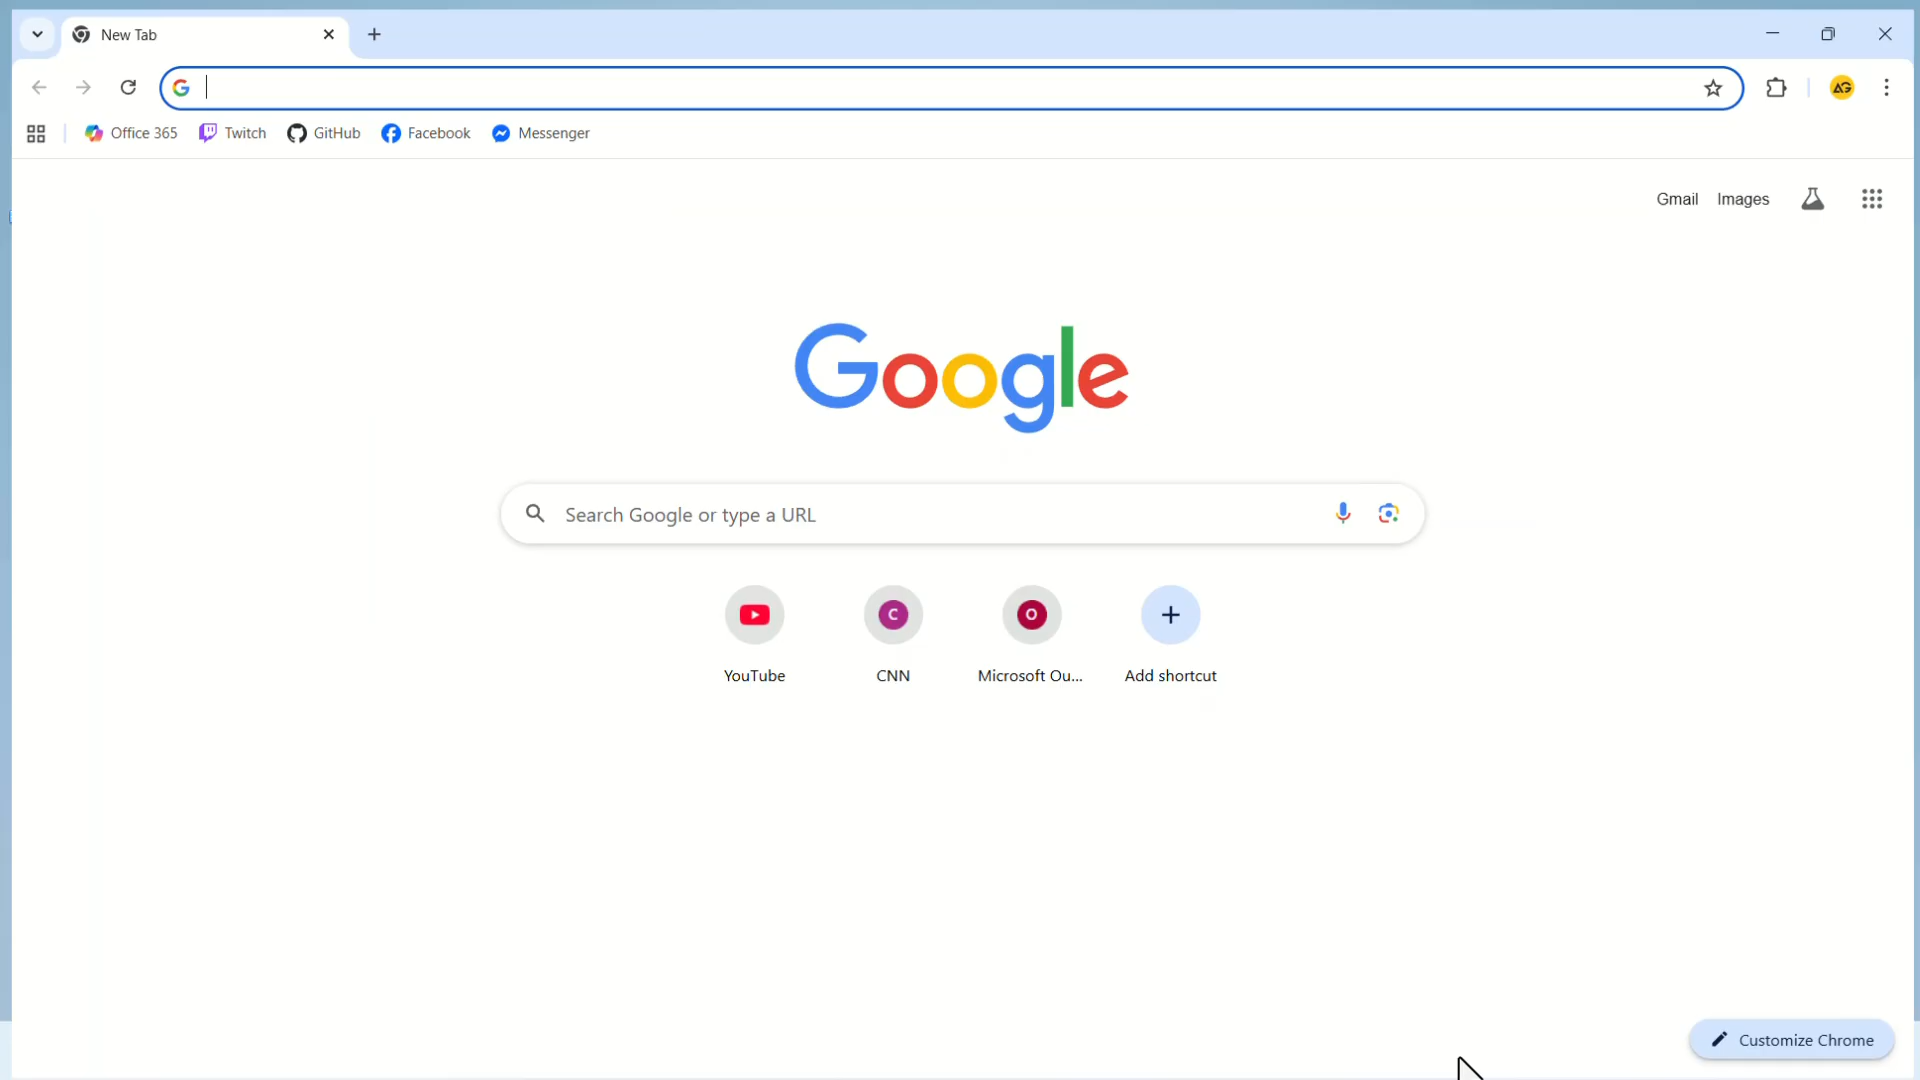 New Tab
Office 365 Twitch GitHub Facebook Messenger
Gmail Images
Google
Search Google or type a URL
C O
YouTube CNN Microsoft Ou... Add shortcut
Customize Chrome